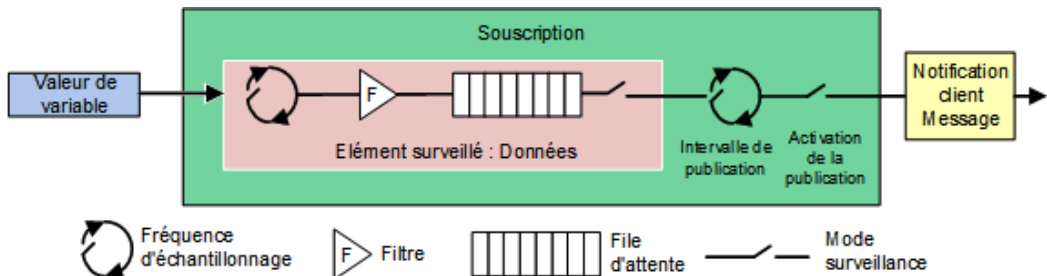 Souscription
Valeur de
variable
F
Elément surveillé : Données
Intervalle de
publication
Activation
de la
publication
Notification
client
Message
Fréquence
d'échantillonnage
F
Filtre
File
d'attente
Mode
surveillance